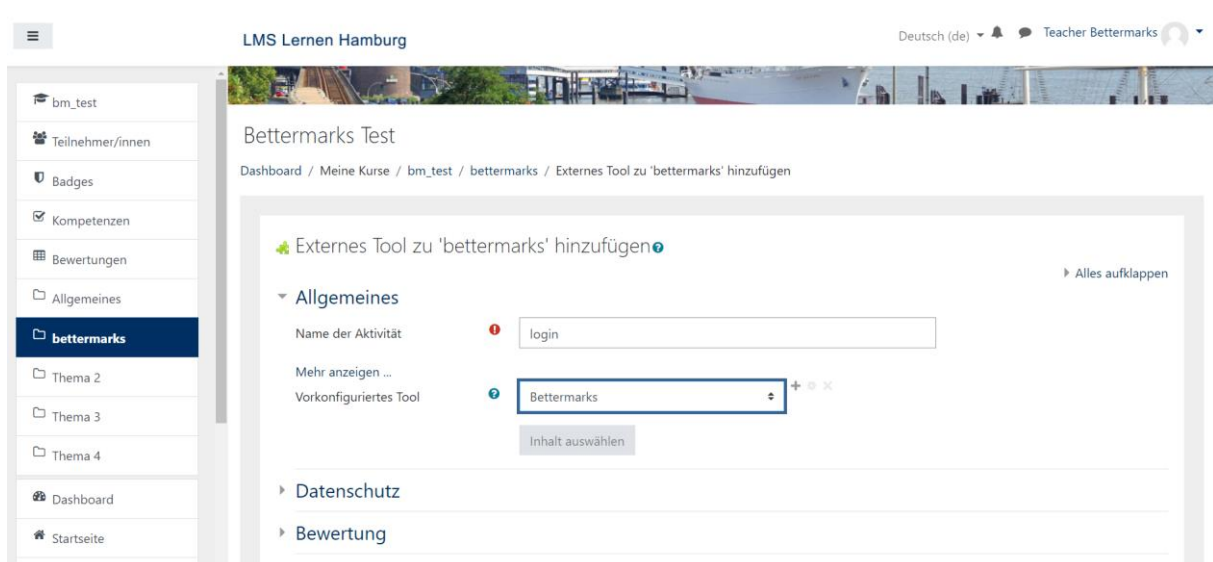 LMS Lernen Hamburg
Deutsch (de)
Teacher Bettermarks
bm_test
Teilnehmer/innen
Badges
Kompetenzen
Bewertungen
Allgemeines
bettermarks
Thema 2
Thema 3
Thema 4
Dashboard
Startseite
Bettermarks Test
Dashboard / Meine Kurse / bm_test / bettermarks / Externes Tool zu 'bettermarks' hinzufügen
Externes Tool zu 'bettermarks' hinzufügen
Alles aufklappen
Allgemeines
Name der Aktivität
login
Mehr anzeigen ...
Vorkonfiguriertes Tool
Bettermarks
Inhalt auswählen
Datenschutz
Bewertung